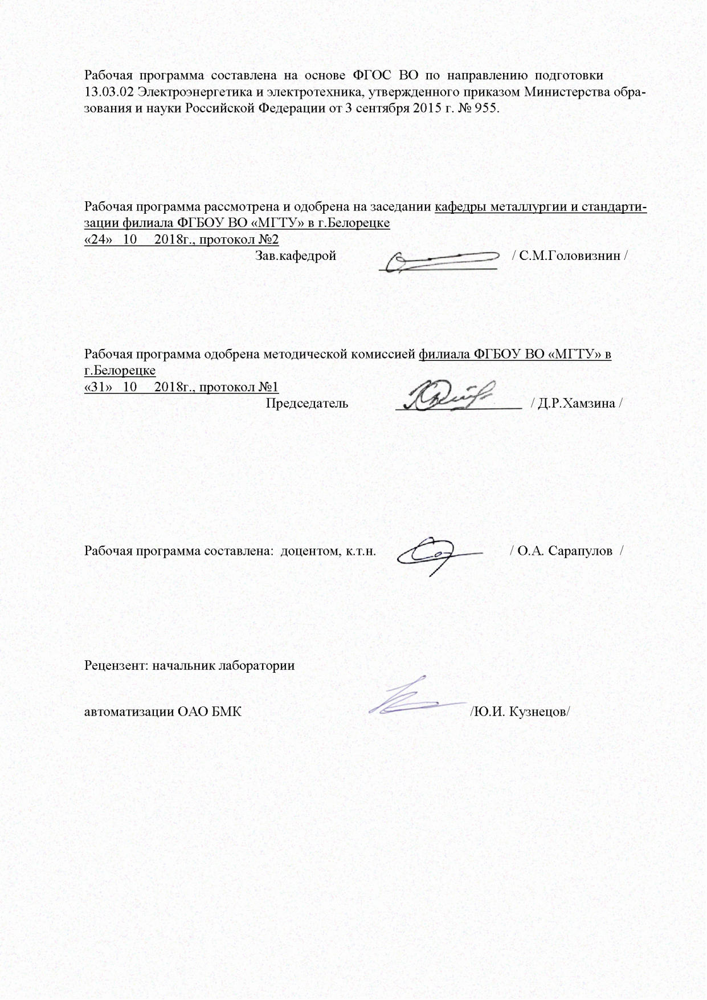 Рабочая программа составлена на основе ФГОС ВО по направлению подготовки
13.03.02 Электроэнергетика и электротехника, утвержденного приказом Министерства обра-
зования и науки Российской Федерации от 3 сентября 2015 г. № 955.
Рабочая программа рассмотрена и одобрена на заседании кафедры металлургии и стандарти-
зации филиала ФГБОУ ВО «МГТУ» в г.Белорецке
«24» 10 2018г., протокол №2
Зав.кафедрой / С.М.Головизнин /
Рабочая программа одобрена методической комиссией филиала ФГБОУ ВО «МГТУ» в
г.Белорецке
«31» 10 2018г., протокол №1
Председатель / Д.Р.Хамзина /
Рабочая программа составлена: доцентом, к.т.н. / О.А. Сарапулов /
Рецензент: начальник лаборатории
автоматизации ОАО БМК /Ю.И. Кузнецов/